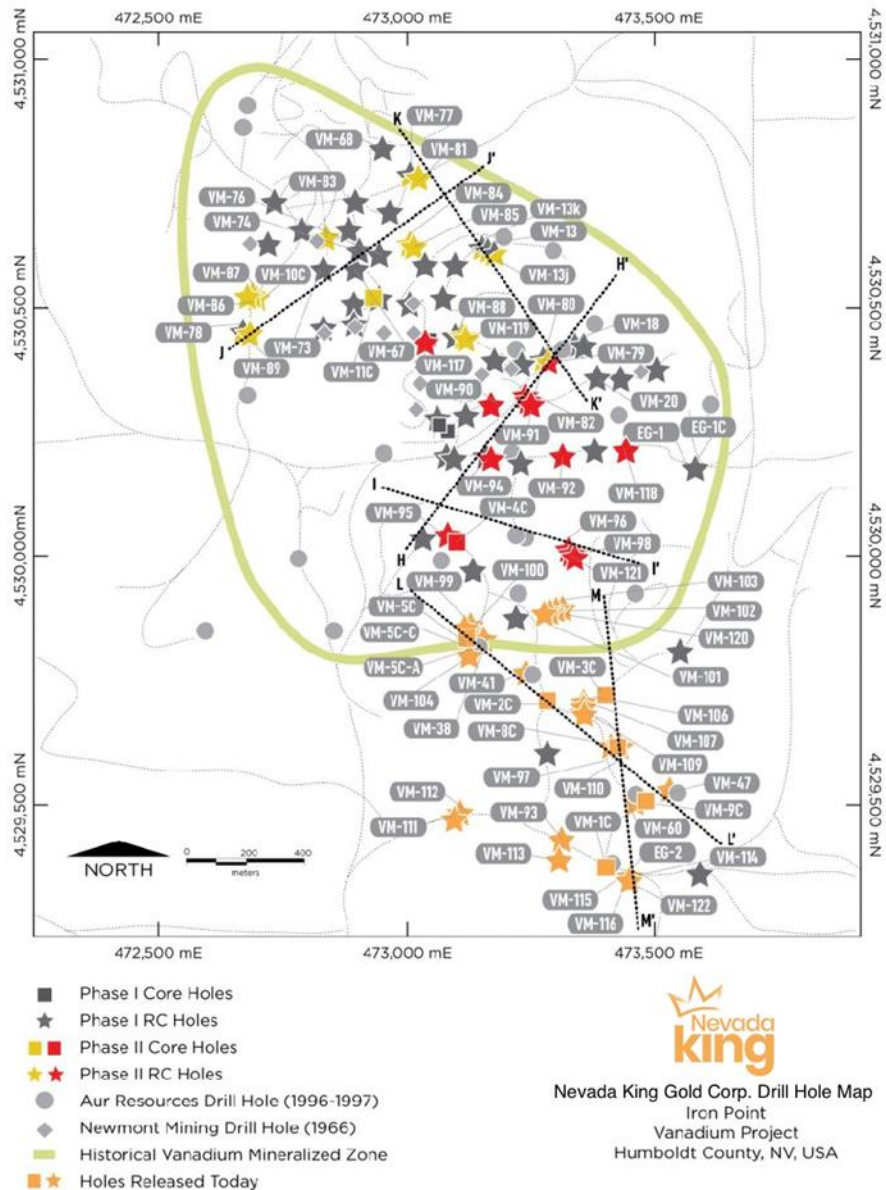 472,500 mE
473,000 mE
473,500 mE
4,531,000 mN
4,531,000 mN
K
VM-77
VM-68
VM-81
J'
VM-83
VM-76
VM-84
VM-13k
VM-74
VM-85
VM-13
VM-87
VM-10C
VM-13j
H'
VM-86
VM-88
VM-80
4,530,500 mN
4,530,500 mN
VM-78
VM-119
VM-18
J
VM-73
VM-67
VM-117
VM-79
VM-89
VM-11C
VM-90
VM-20
K'
VM-82
EG-1
EG-1C
VM-91
VM-94
VM-92
VM-118
I
VM-4C
VM-95
VM-96
VM-98
4,530,000mN
4,530,000 mN
H
VM-100
VM-121
I'
L
VM-99
M
VM-103
VM-5C
VM-102
VM-5C-C
VM-120
VM-5C-A
VM-3C
VM-101
VM-104
VM-41
VM-2C
VM-106
VM-38
VM-8C
VM-107
VM-97
VM-109
VM-112
VM-110
VM-47
VM-93
VM-9C
4,529,500 mN
4,529,500 mN
VM-111
VM-1C
VM-60
L'
VM-113
EG-2
VM-114
NORTH
0 200 400
meters
VM-115
VM-122
VM-116
M'
472,500 mE
473,000 mE
473,500 mE
Phase I Core Holes
Phase I RC Holes
Phase II Core Holes
Phase II RC Holes
Aur Resources Drill Hole (1996-1997)
Newmont Mining Drill Hole (1966)
Historical Vanadium Mineralized Zone
Holes Released Today
Nevada
king
Nevada King Gold Corp. Drill Hole Map
Iron Point
Vanadium Project
Humboldt County, NV, USA